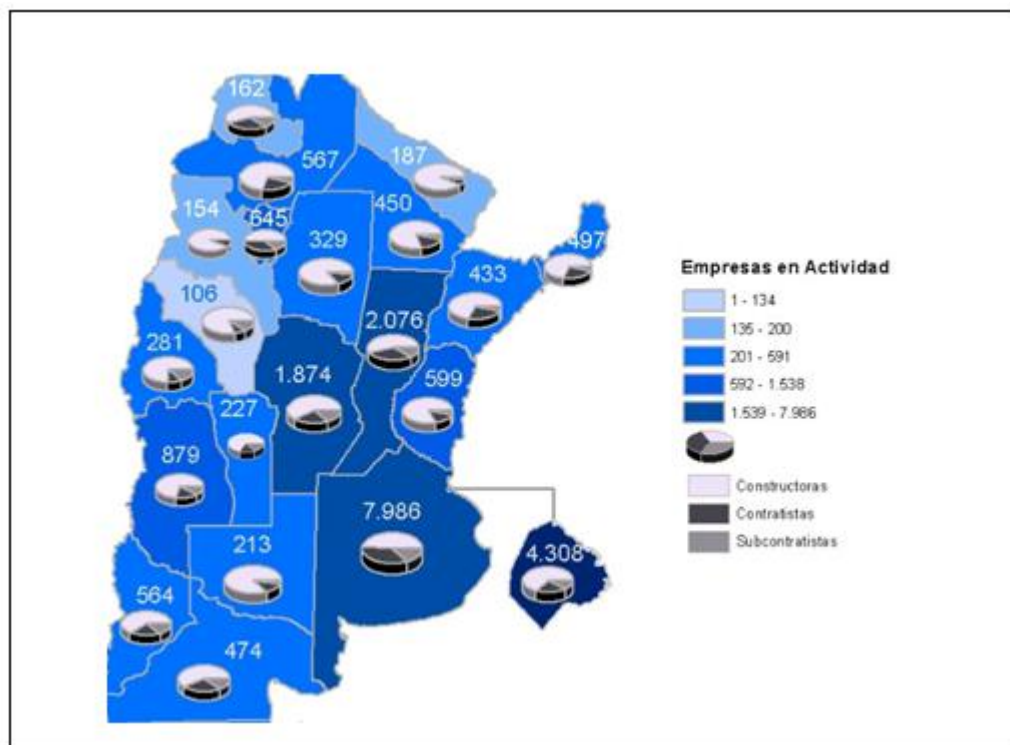 162
567
187
154
645
450
329
497
433
106
2.076
281
1.874
599
227
879
7.986
213
4.308
564
474
Empresas en Actividad
1 - 134
135 - 200
201 - 591
592 - 1.538
1.539 - 7.986
Constructoras
Contratistas
Subcontratistas